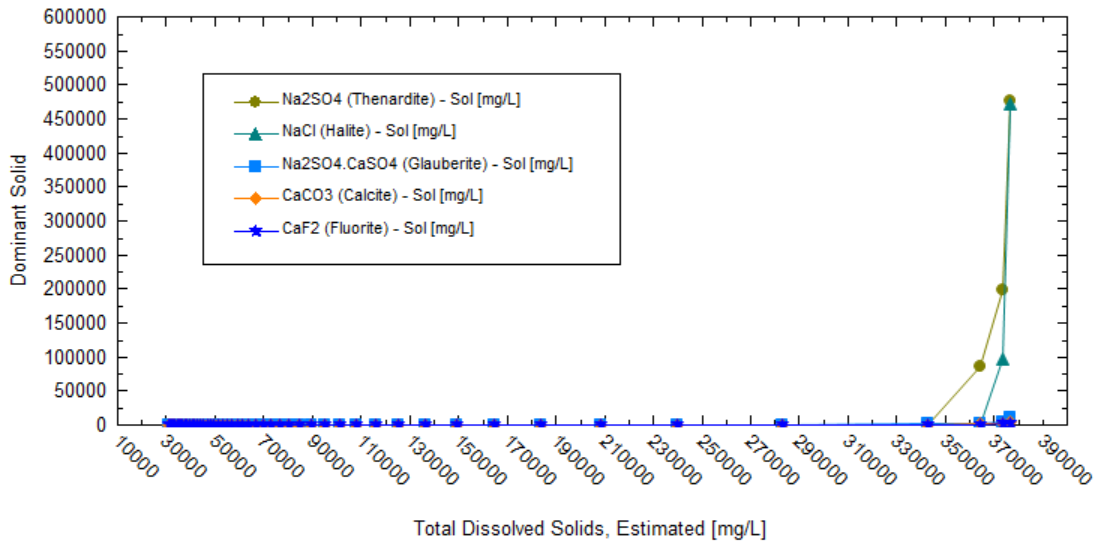 600000
550000
500000
450000
400000
350000
300000
250000
200000
150000
100000
50000
0
Dominant Solid
Na2SO4 (Thenardite) - Sol [mg/L]
NaCl (Halite) - Sol [mg/L]
Na2SO4.CaSO4 (Glauberite) - Sol [mg/L]
CaCO3 (Calcite) - Sol [mg/L]
CaF2 (Fluorite) - Sol [mg/L]
10000 30000 50000 70000 90000 110000 130000 150000 170000 190000 210000 230000 250000 270000 290000 310000 330000 350000 370000 390000
Total Dissolved Solids, Estimated [mg/L]